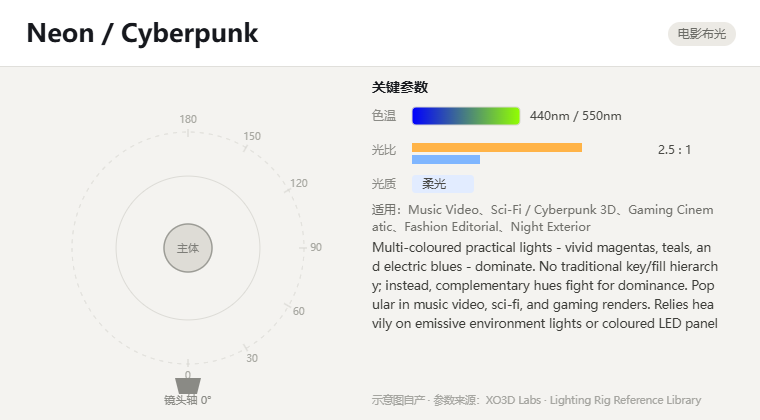 Neon / Cyberpunk
电影布光
关键参数
色温
440nm / 550nm
光比
2.5 : 1
光质
柔光
适用：Music Video、Sci-Fi / Cyberpunk 3D、Gaming Cinem
atic、Fashion Editorial、Night Exterior
Multi-coloured practical lights - vivid magentas, teals, an
d electric blues - dominate. No traditional key/fill hierarch
y; instead, complementary hues fight for dominance. Pop
ular in music video, sci-fi, and gaming renders. Relies hea
vily on emissive environment lights or coloured LED panel
180
150
120
90
60
30
0
主体
镜头轴 0°
示意图自产 · 参数来源：XO3D Labs · Lighting Rig Reference Library